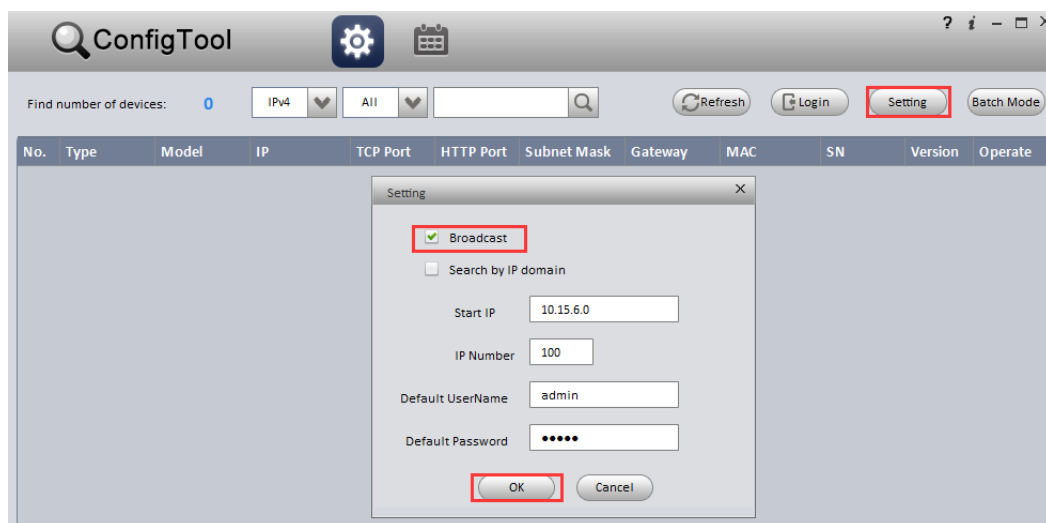 ConfigTool
? i
Find number of devices: 0 IPv4 All Refresh Login Setting Batch Mode
No. Type Model IP TCP Port HTTP Port Subnet Mask Gateway MAC SN Version Operate
Setting
Broadcast
Search by IP domain
Start IP 10.15.6.0
IP Number 100
Default UserName admin
Default Password •••••
OK Cancel